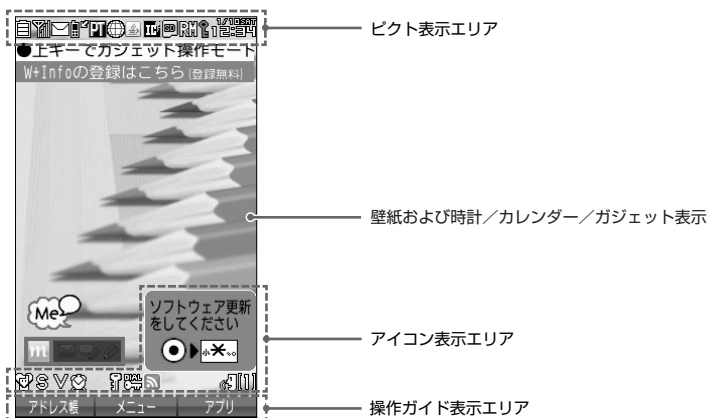 1/10SAT
12:34
ピクト表示エリア
●上キーでガジェット操作モード
W+Infoの登録はこちら(登録無料)
壁紙および時計/カレンダー/ガジェット表示
Me
ソフトウェア更新
をしてください
アイコン表示エリア
m
[1]
アドレス帳 メニュー アプリ
操作ガイド表示エリア